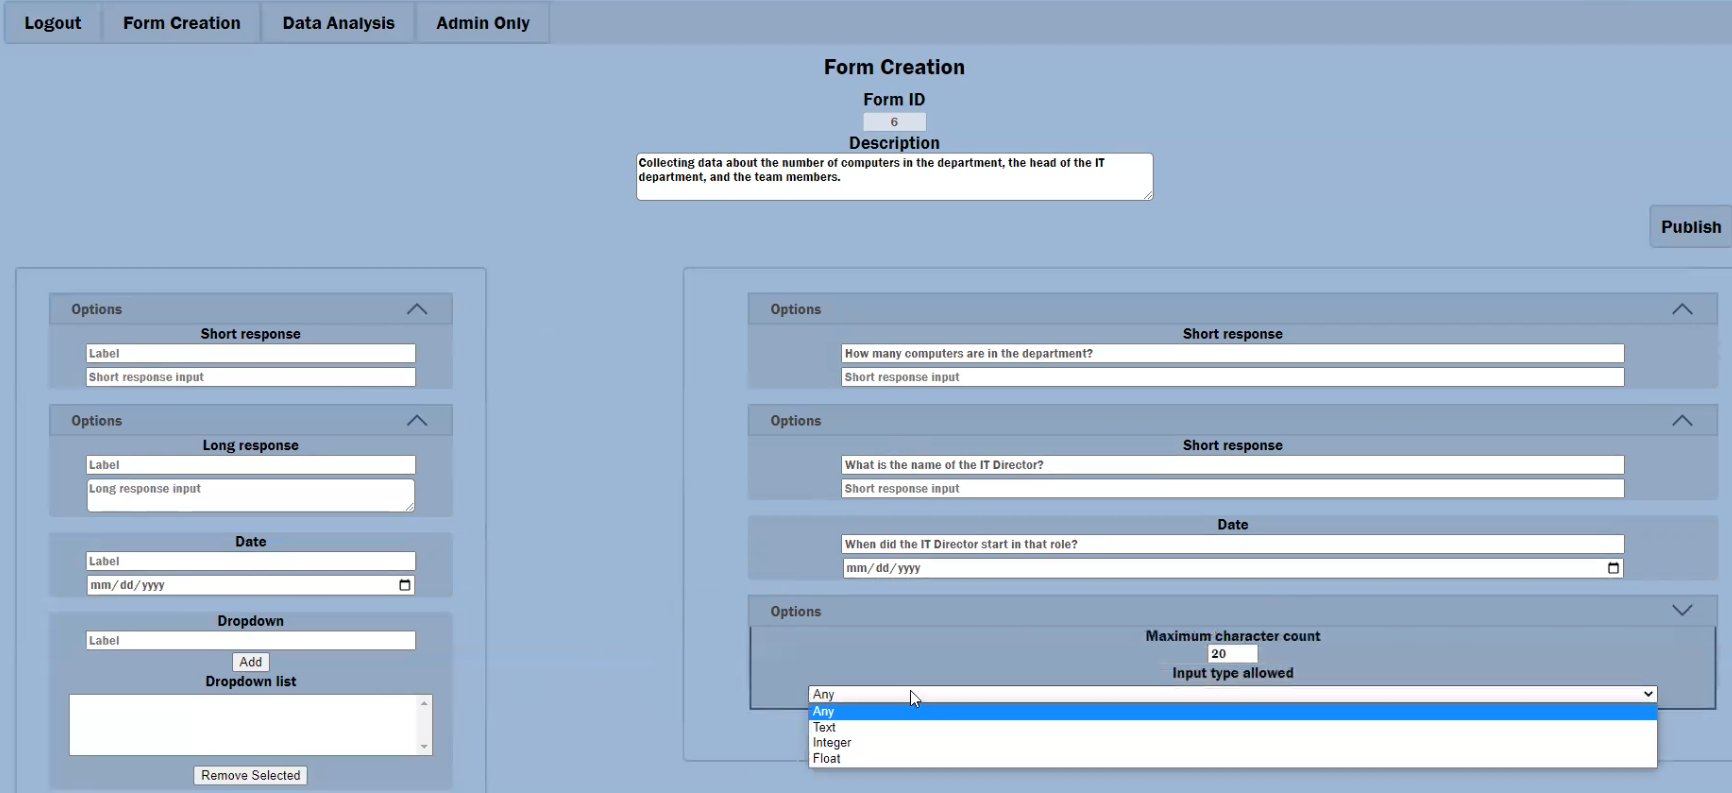 Logout Form Creation Data Analysis Admin Only
Form Creation
Form ID
6
Description
Collecting data about the number of computers in the department, the head of the IT
department, and the team members.
Publish
Options
Short response
Label
Short response input
Options
Long response
Label
Long response input
Date
Label
mm/dd/yyyy
Dropdown
Label
Add
Dropdown list
Remove Selected
Options
Short response
How many computers are in the department?
Short response input
Options
Short response
What is the name of the IT Director?
Short response input
Date
When did the IT Director start in that role?
mm/dd/yyyy
Options
Maximum character count
20
Input type allowed
Any
Any
Text
Integer
Float